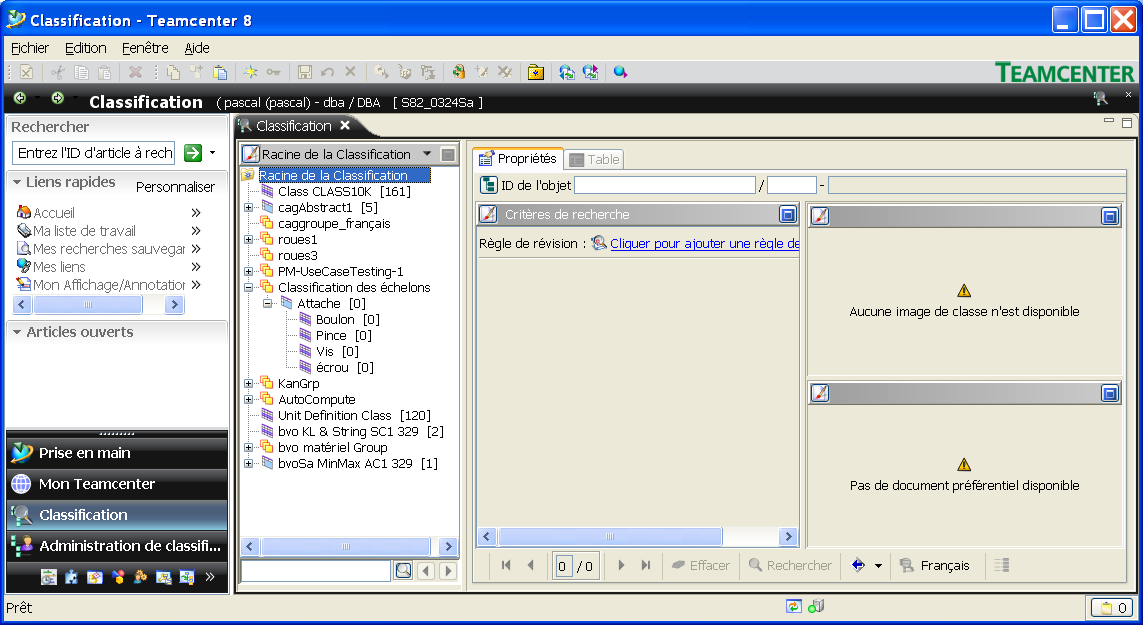 Classification - Teamcenter 8
Fichier Edition Fenêtre Aide
TEAMCENTER
Classification ( pascal (pascal) - dba / DBA [ S82_0324Sa ]
Rechercher
Entrez l'ID d'article à rech
Liens rapides Personnaliser
Accueil
Ma liste de travail
Mes recherches sauvegar
Mes liens
Mon Affichage/Annotation
Articles ouverts
Prise en main
Mon Teamcenter
Classification
Administration de classifi...
Classification
Racine de la Classification
Racine de la Classification
Class CLASS10K [161]
cagAbstract1 [5]
caggroupe_français
roues1
roues3
PM-UseCaseTesting-1
Classification des échelons
Attache [0]
Boulon [0]
Pince [0]
Vis [0]
écrou [0]
KanGrp
AutoCompute
Unit Definition Class [120]
bvo KL & String SC1 329 [2]
bvo matériel Group
bvoSa MinMax AC1 329 [1]
Propriétés Table
ID de l'objet / -
Critères de recherche
Règle de révision : Cliquer pour ajouter une règle de
Aucune image de classe n'est disponible
Pas de document préférentiel disponible
0 / 0 Effacer Rechercher Français
Prêt
0